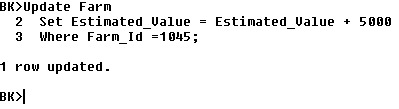 BK>Update Farm
2 Set Estimated_Value = Estimated_Value + 5000
3 Where Farm_Id =1045;
1 row updated.
BK>